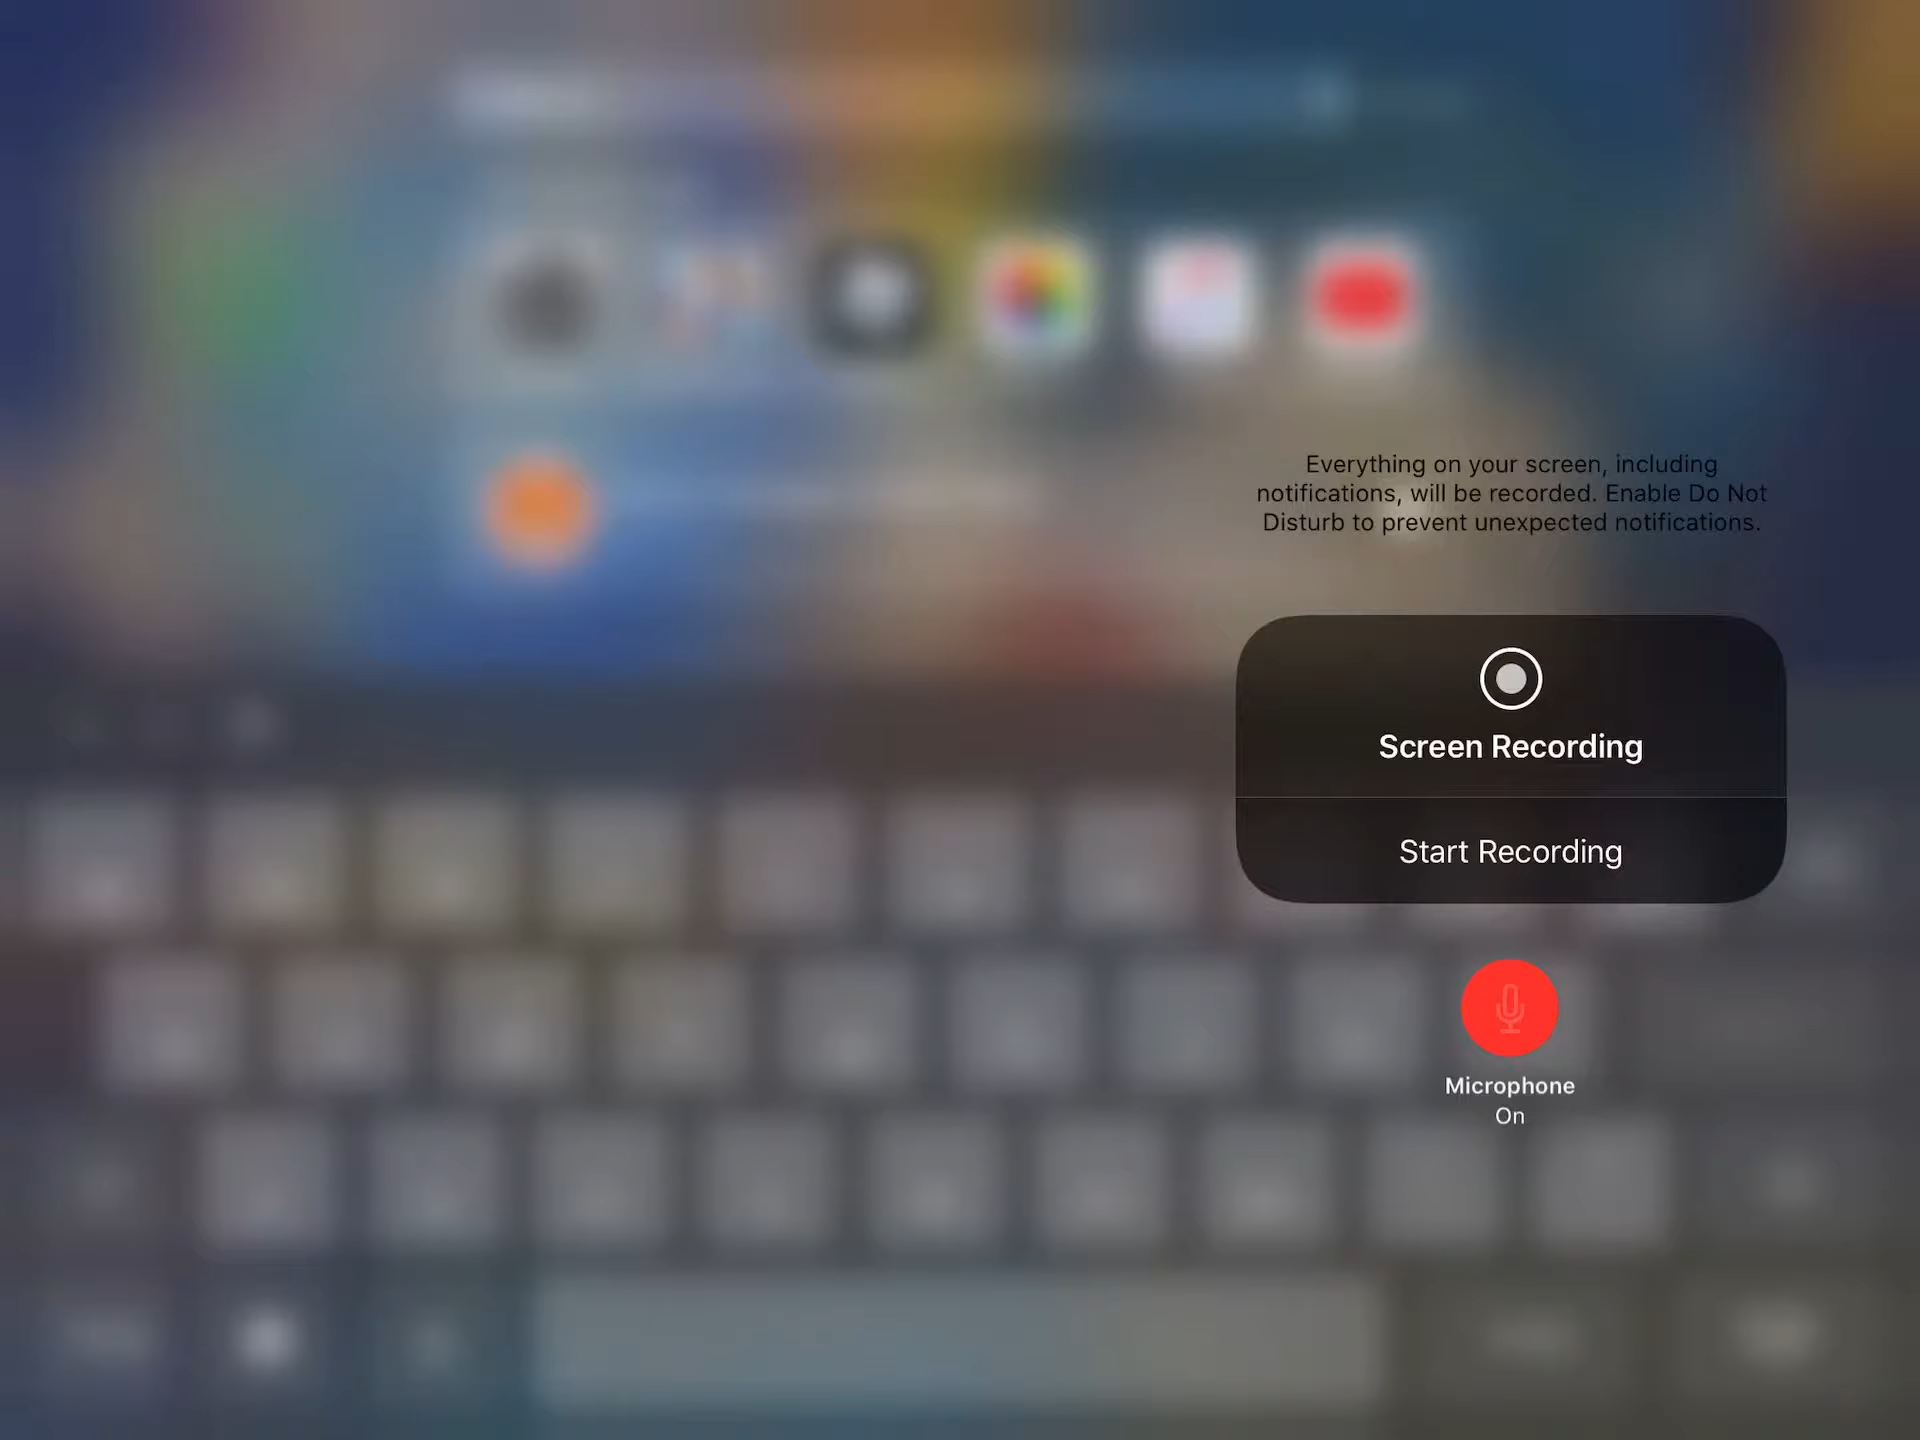 Everything on your screen, including
notifications, will be recorded. Enable Do Not
Disturb to prevent unexpected notifications.
Screen Recording
Start Recording
Microphone
On